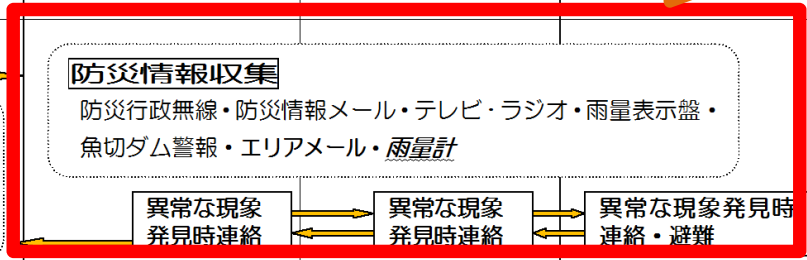 防災情報収集
防災行政無線・防災情報メール・テレビ・ラジオ・雨量表示盤・
魚切ダム警報・エリアメール・雨量計
異常な現象
発見時連絡
異常な現象
発見時連絡
異常な現象発見時
連絡・避難